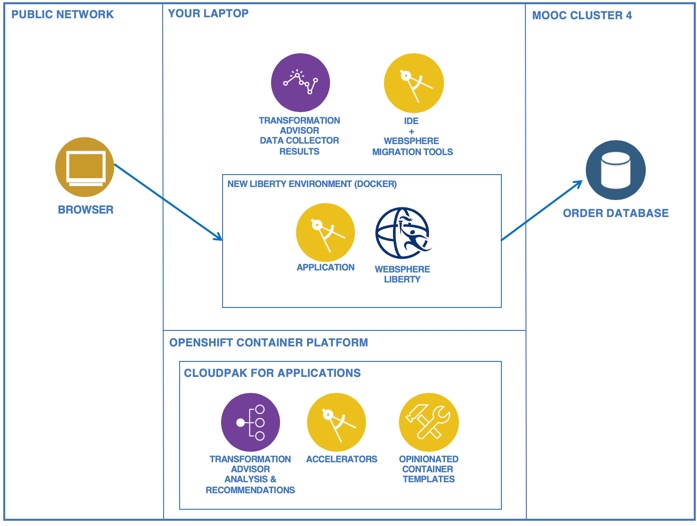 PUBLIC NETWORK
YOUR LAPTOP
MOOC CLUSTER 4
TRANSFORMATION
ADVISOR
DATA COLLECTOR
RESULTS
IDE
+
WEBSPHERE
MIGRATION TOOLS
BROWSER
NEW LIBERTY ENVIRONMENT (DOCKER)
APPLICATION
WEBSPHERE
LIBERTY
ORDER DATABASE
OPENSHIFT CONTAINER PLATFORM
CLOUDPAK FOR APPLICATIONS
TRANSFORMATION
ADVISOR
ANALYSIS &
RECOMMENDATIONS
ACCELERATORS
OPINIONATED
CONTAINER
TEMPLATES